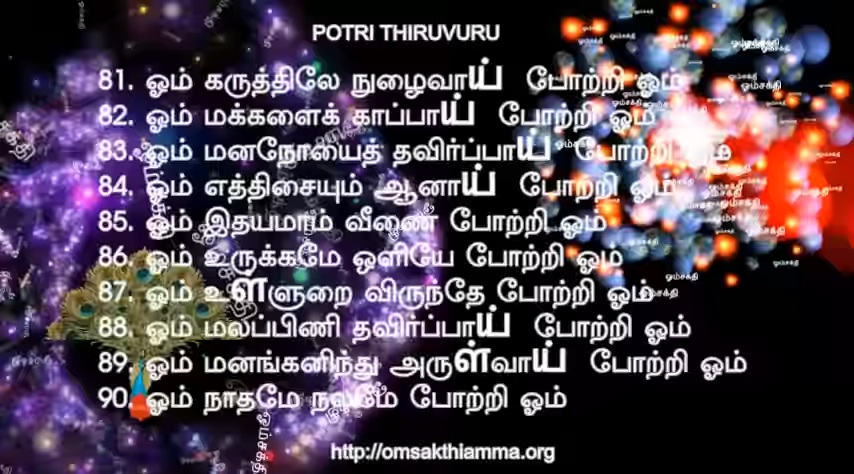 POTRI THIRUVURU
81. ஓம் கருத்திலே நுழைவாய் போற்றி ஓம்
82. ஓம் மக்களைக் காப்பாய் போற்றி ஓம்
83. ஓம் மனநோயைத் தவிர்ப்பாய் போற்றி ஓம்
84. ஓம் எத்திசையும் ஆனாய் போற்றி ஓம்
85. ஓம் இதயமாம் வீணை போற்றி ஓம்
86. ஓம் உருக்கமே ஒளியே போற்றி ஓம்
87. ஓம் உள்ளுறை விருந்தே போற்றி ஓம்
88. ஓம் மலப்பிணி தவிர்ப்பாய் போற்றி ஓம்
89. ஓம் மனங்கனிந்து அருள்வாய் போற்றி ஓம்
90. ஓம் நாதமே நலமே போற்றி ஓம்
http://omsakthiamma.org